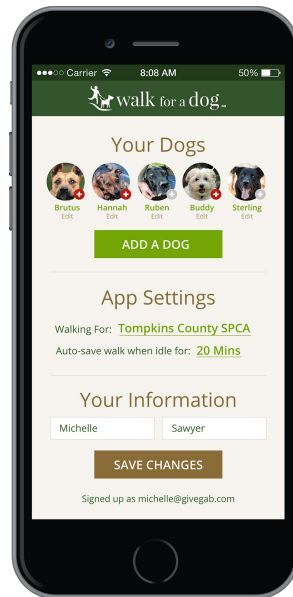 Carrier 8:08 AM 50%
walk for a dog
Your Dogs
Brutus Hannah Ruben Buddy Sterling
Edit Edit Edit Edit Edit
ADD A DOG
App Settings
Walking For: Tompkins County SPCA
Auto-save walk when idle for: 20 Mins
Your Information
Michelle Sawyer
SAVE CHANGES
Signed up as michelle@givegab.com